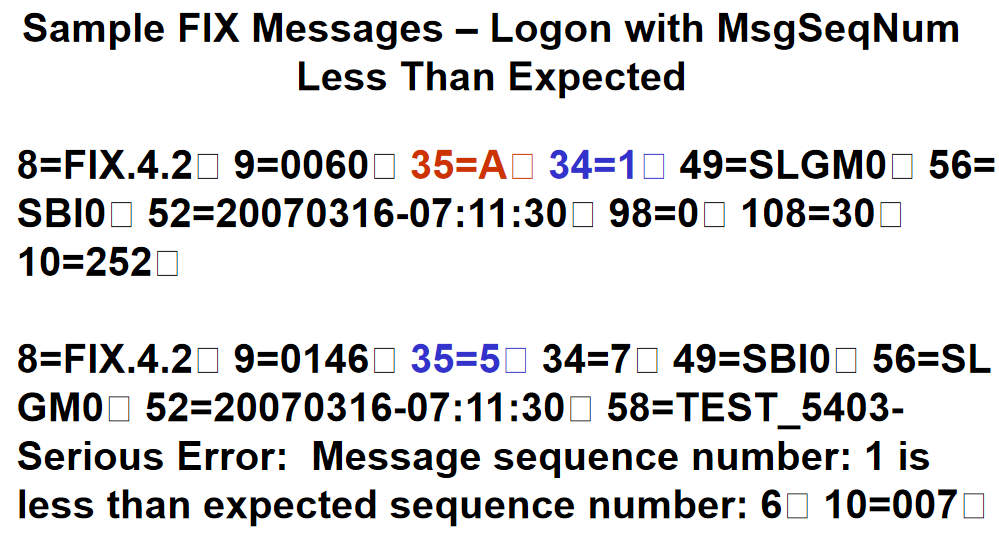 Sample FIX Messages – Logon with MsgSeqNum
Less Than Expected
8=FIX.4.2□ 9=0060□ 35=A□ 34=1□ 49=SLGM0□ 56=
SBI0□ 52=20070316-07:11:30□ 98=0□ 108=30□
10=252□
8=FIX.4.2□ 9=0146□ 35=5□ 34=7□ 49=SBI0□ 56=SL
GM0□ 52=20070316-07:11:30□ 58=TEST_5403-
Serious Error:  Message sequence number: 1 is
less than expected sequence number: 6□ 10=007□